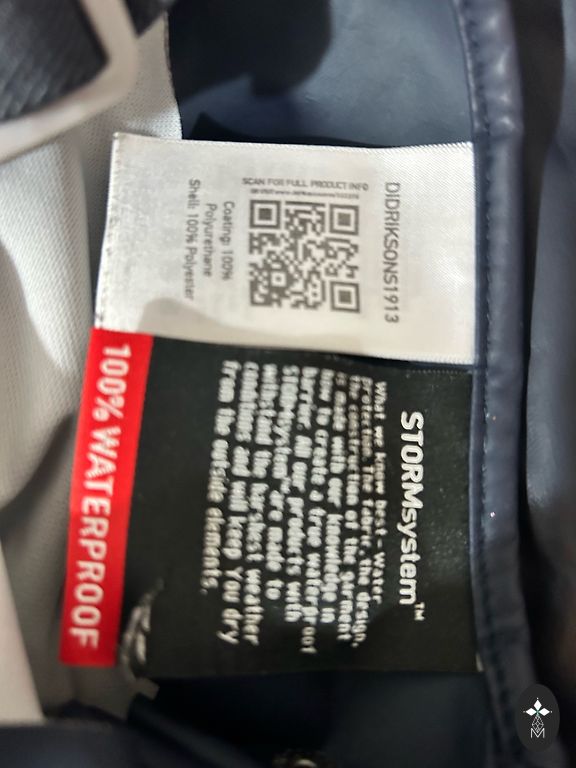 DIDRIKSONS1913
SCAN FOR FULL PRODUCT INFO
Coating: 100%
Polyurethane
Shell: 100% Polyester
STORMsystem™
What we know best. Water
protection. The fabric, the design,
the construction of the garment
is made with our knowledge in
how to create a true waterproof
barrier. All our products with
STORMsystem™ are made to
withstand the harshest weather
conditions and will keep you dry
from the outside elements.
100% WATERPROOF
M